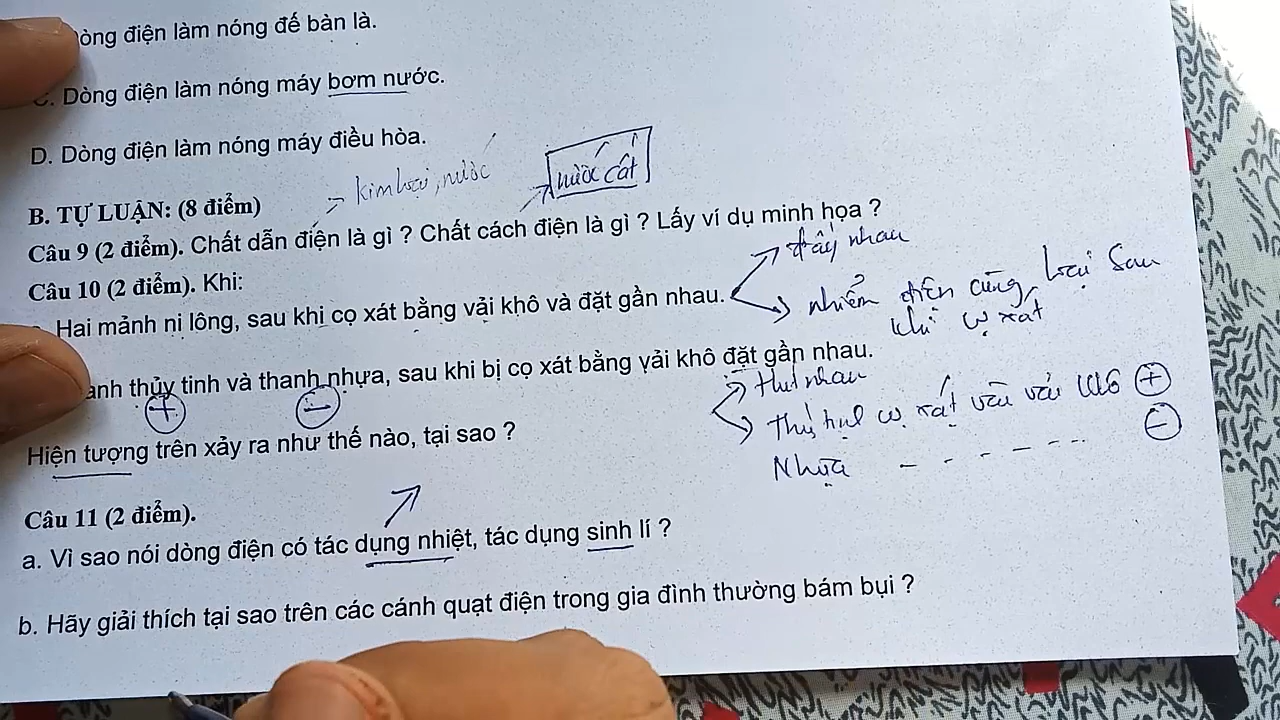 òng điện làm nóng đế bàn là.
C. Dòng điện làm nóng máy bơm nước.
D. Dòng điện làm nóng máy điều hòa.
kim loại, nước
nước cất
B. TỰ LUẬN: (8 điểm)
Câu 9 (2 điểm). Chất dẫn điện là gì ? Chất cách điện là gì ? Lấy ví dụ minh họa ?
đẩy nhau
Câu 10 (2 điểm). Khi:
Hai mảnh ni lông, sau khi cọ xát bằng vải khô và đặt gần nhau.
nhiễm điện cùng loại sau
khi cọ xát
anh thủy tinh và thanh nhựa, sau khi bị cọ xát bằng vải khô đặt gần nhau.
+ −
hút nhau
Thủy tinh cọ xát vào vải khô +
Hiện tượng trên xảy ra như thế nào, tại sao ?
Nhựa - - - - - - - −
Câu 11 (2 điểm).
a. Vì sao nói dòng điện có tác dụng nhiệt, tác dụng sinh lí ?
b. Hãy giải thích tại sao trên các cánh quạt điện trong gia đình thường bám bụi ?